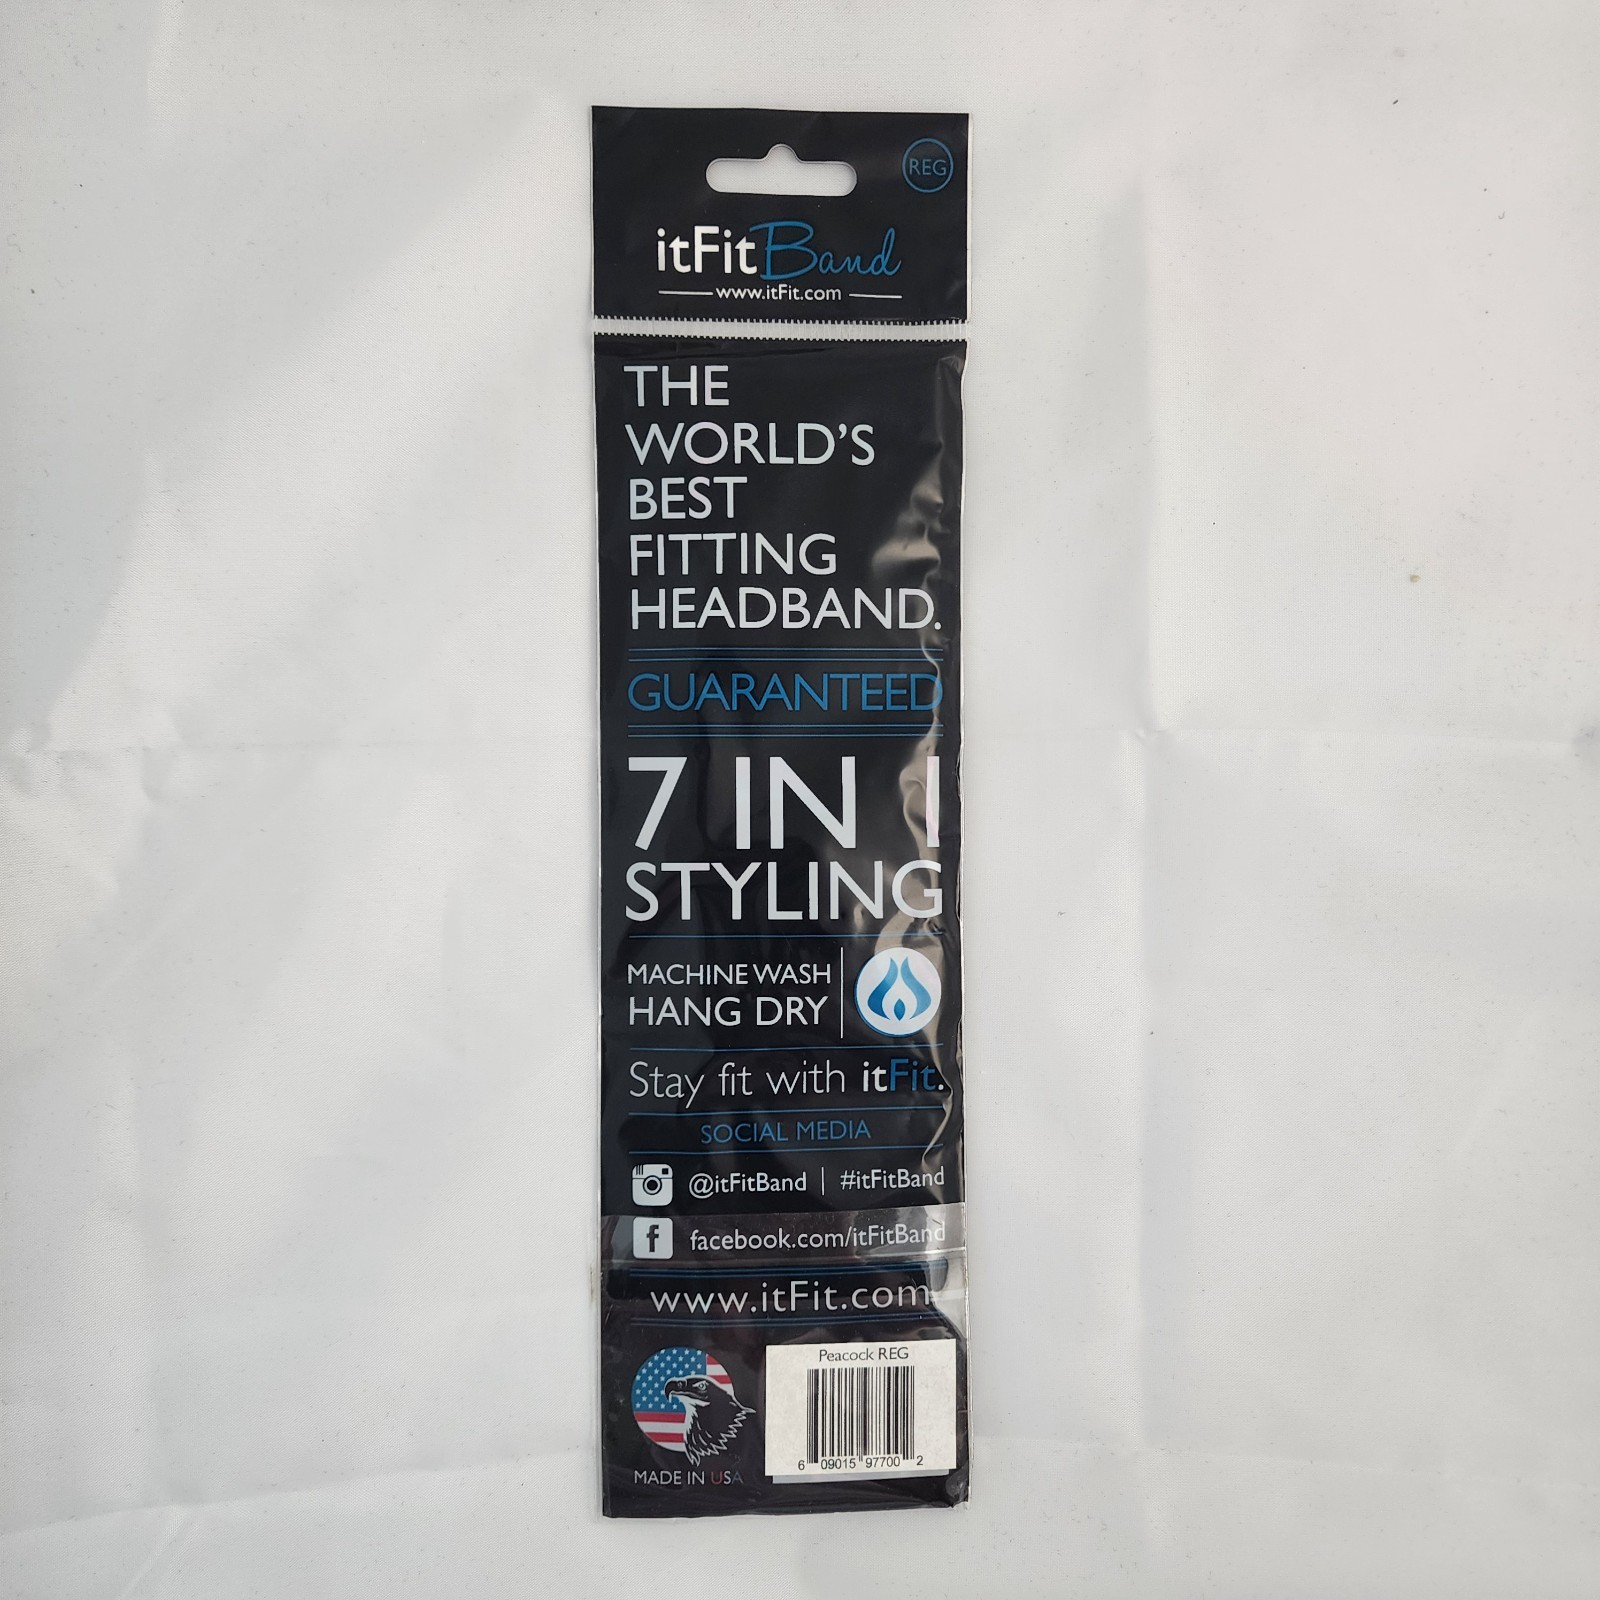 REG
itFit Band
www.itFit.com
THE
WORLD'S
BEST
FITTING
HEADBAND.
GUARANTEED
7 IN 1
STYLING
MACHINE WASH
HANG DRY
Stay fit with itFit.
SOCIAL MEDIA
@itFitBand | #itFitBand
f facebook.com/itFitBand
www.itFit.com
Peacock REG
6 09015 97700 2
MADE IN USA